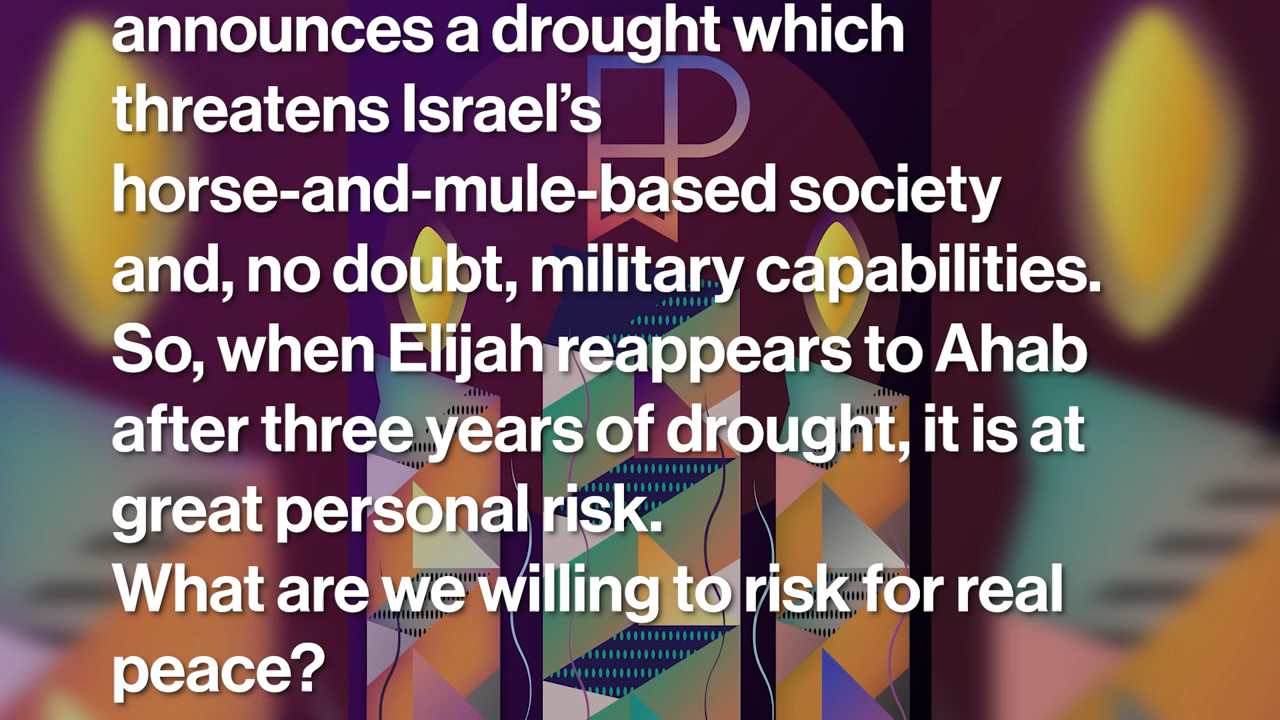 announces a drought which
threatens Israel’s
horse-and-mule-based society
and, no doubt, military capabilities.
So, when Elijah reappears to Ahab
after three years of drought, it is at
great personal risk.
What are we willing to risk for real
peace?